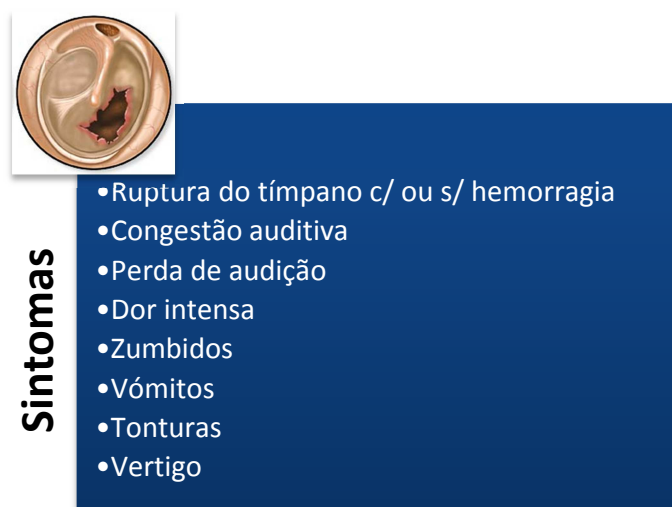 Sintomas
•Ruptura do tímpano c/ ou s/ hemorragia
•Congestão auditiva
•Perda de audição
•Dor intensa
•Zumbidos
•Vómitos
•Tonturas
•Vertigo